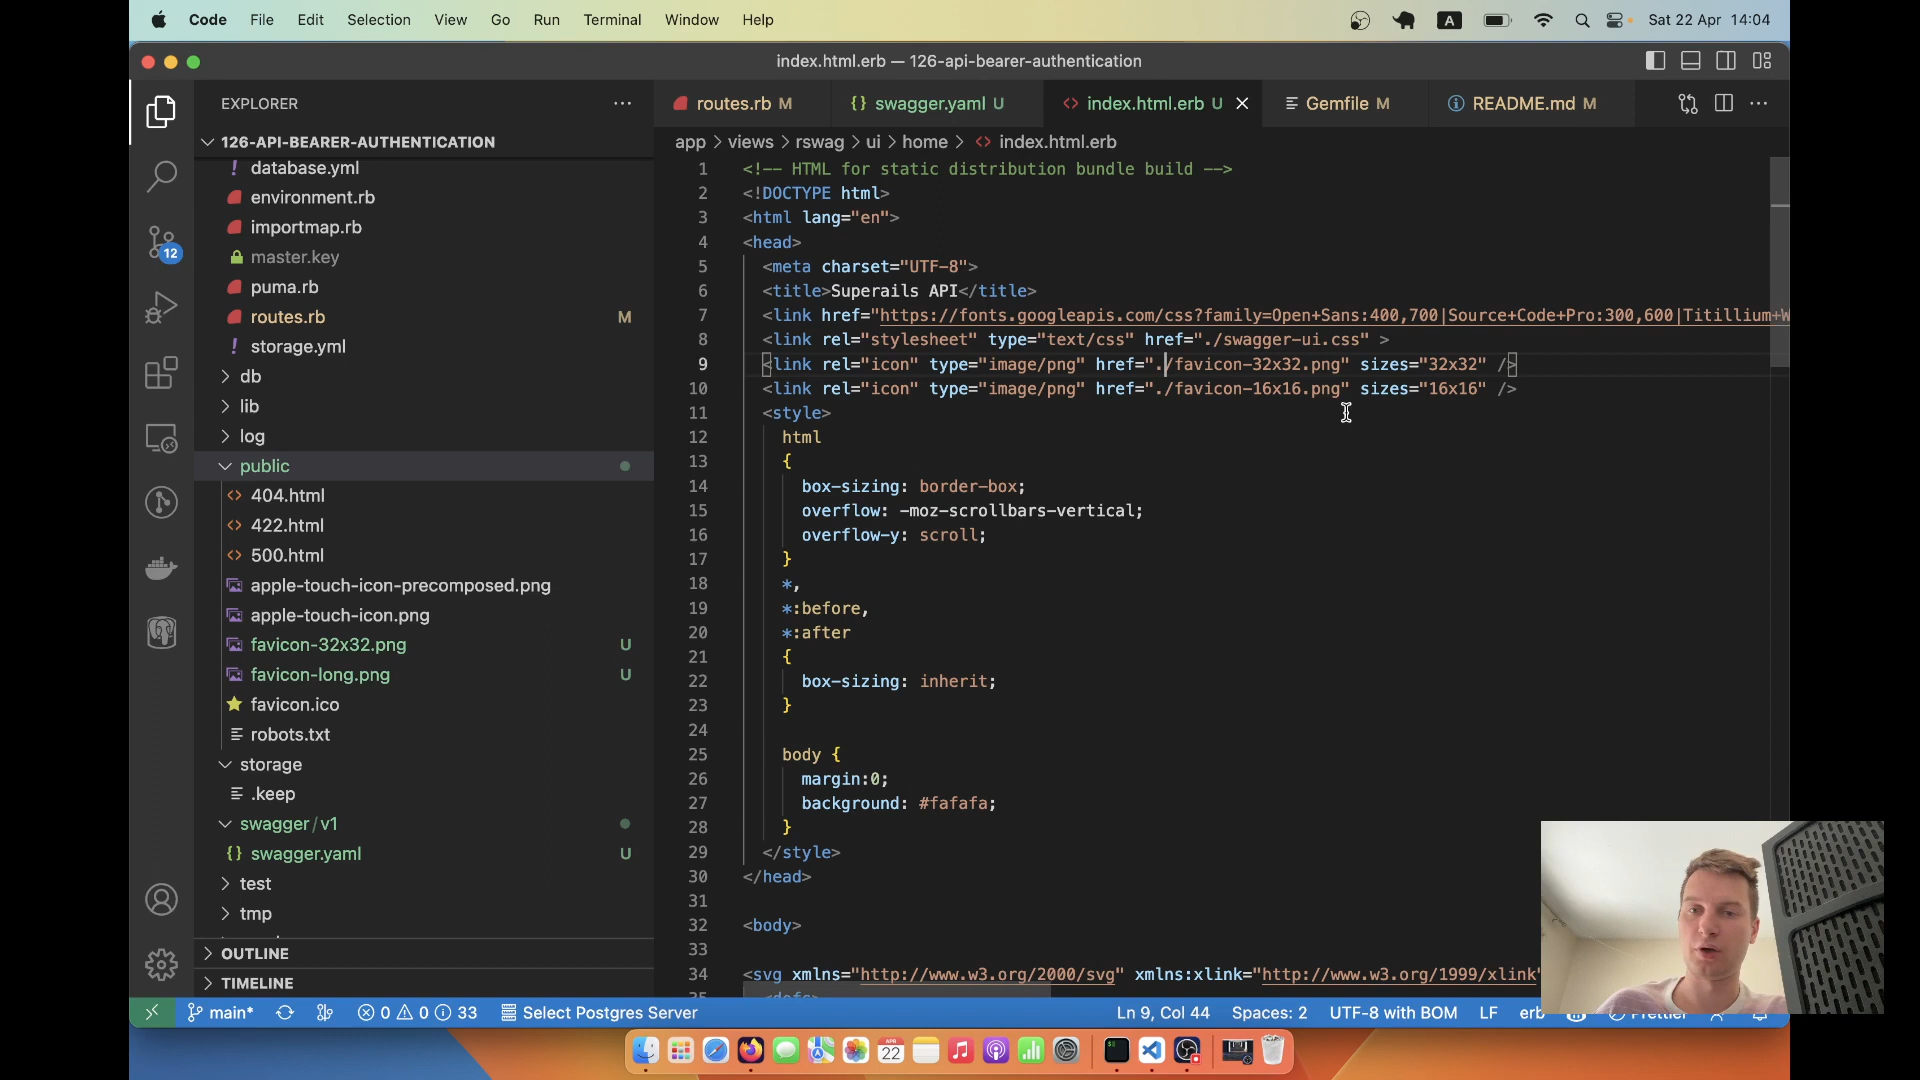 Code File Edit Selection View Go Run Terminal Window Help A Sat 22 Apr 14:04
index.html.erb — 126-api-bearer-authentication
EXPLORER
routes.rb M swagger.yaml U index.html.erb U Gemfile M README.md M
126-API-BEARER-AUTHENTICATION
app > views > rswag > ui > home > index.html.erb
database.yml
environment.rb
importmap.rb
master.key
puma.rb
routes.rb M
storage.yml
db
lib
log
public
404.html
422.html
500.html
apple-touch-icon-precomposed.png
apple-touch-icon.png
favicon-32x32.png U
favicon-long.png U
favicon.ico
robots.txt
storage
.keep
swagger/v1
swagger.yaml U
test
tmp
OUTLINE
TIMELINE
12
1 <!-- HTML for static distribution bundle build -->
2 <!DOCTYPE html>
3 <html lang="en">
4 <head>
5 <meta charset="UTF-8">
6 <title>Superails API</title>
7 <link href="https://fonts.googleapis.com/css?family=Open+Sans:400,700|Source+Code+Pro:300,600|Titillium+W
8 <link rel="stylesheet" type="text/css" href="./swagger-ui.css" >
9 <link rel="icon" type="image/png" href="./favicon-32x32.png" sizes="32x32" />
10 <link rel="icon" type="image/png" href="./favicon-16x16.png" sizes="16x16" />
11 <style>
12 html
13 {
14 box-sizing: border-box;
15 overflow: -moz-scrollbars-vertical;
16 overflow-y: scroll;
17 }
18 *,
19 *:before,
20 *:after
21 {
22 box-sizing: inherit;
23 }
24
25 body {
26 margin:0;
27 background: #fafafa;
28 }
29 </style>
30 </head>
31
32 <body>
33
34 <svg xmlns="http://www.w3.org/2000/svg" xmlns:xlink="http://www.w3.org/1999/xlink"
35 <defs>
main* 0 0 33 Select Postgres Server Ln 9, Col 44 Spaces: 2 UTF-8 with BOM LF erb Prettier
APR
22